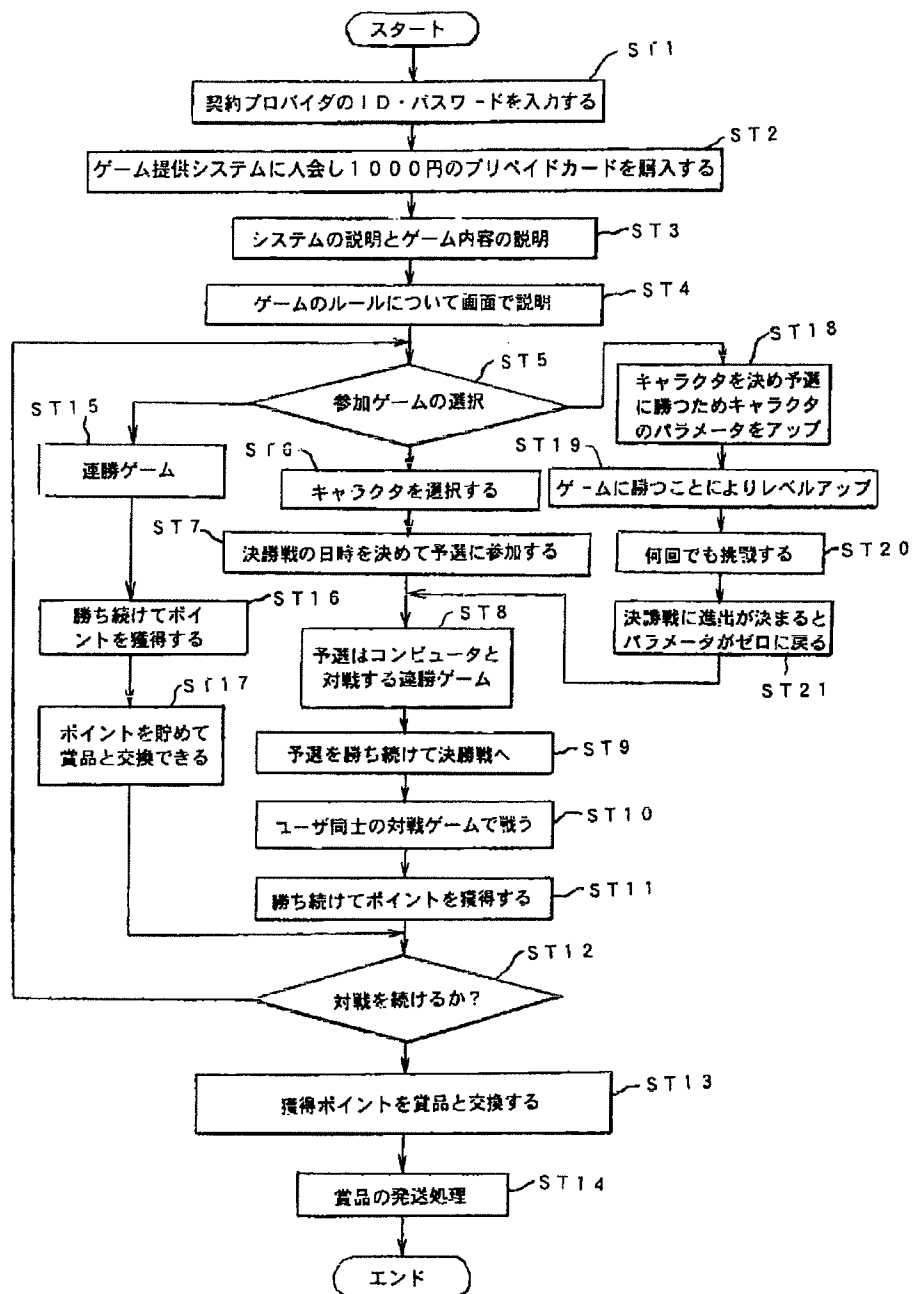 スタート
ST1
契約プロバイダのID・パスワードを入力する
ST2
ゲーム提供システムに入会し1000円のプリペイドカードを購入する
ST3
システムの説明とゲーム内容の説明
ST4
ゲームのルールについて画面で説明
ST5
参加ゲームの選択
ST15
連勝ゲーム
ST16
勝ち続けてポイ
ントを獲得する
ST17
ポイントを貯めて
賞品と交換できる
ST6
キャラクタを選択する
ST7
決勝戦の日時を決めて予選に参加する
ST18
キャラクタを決め予選
に勝つためキャラクタ
のパラメータをアップ
ST19
ゲームに勝つことによりレベルアップ
ST20
何回でも挑戦する
ST21
決勝戦に進出が決まると
パラメータがゼロに戻る
ST8
予選はコンピュータと
対戦する連勝ゲーム
ST9
予選を勝ち続けて決勝戦へ
ST10
ユーザ同士の対戦ゲームで戦う
ST11
勝ち続けてポイントを獲得する
ST12
対戦を続けるか?
ST13
獲得ポイントを賞品と交換する
ST14
賞品の発送処理
エンド